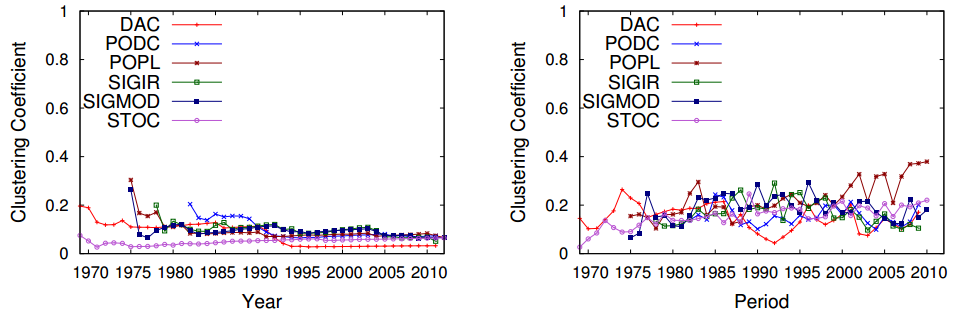 Clustering Coefficient
1
0.8
0.6
0.4
0.2
0
DAC
PODC
POPL
SIGIR
SIGMOD
STOC
1970 1975 1980 1985 1990 1995 2000 2005 2010
Year
Clustering Coefficient
1
0.8
0.6
0.4
0.2
0
DAC
PODC
POPL
SIGIR
SIGMOD
STOC
1970 1975 1980 1985 1990 1995 2000 2005 2010
Period